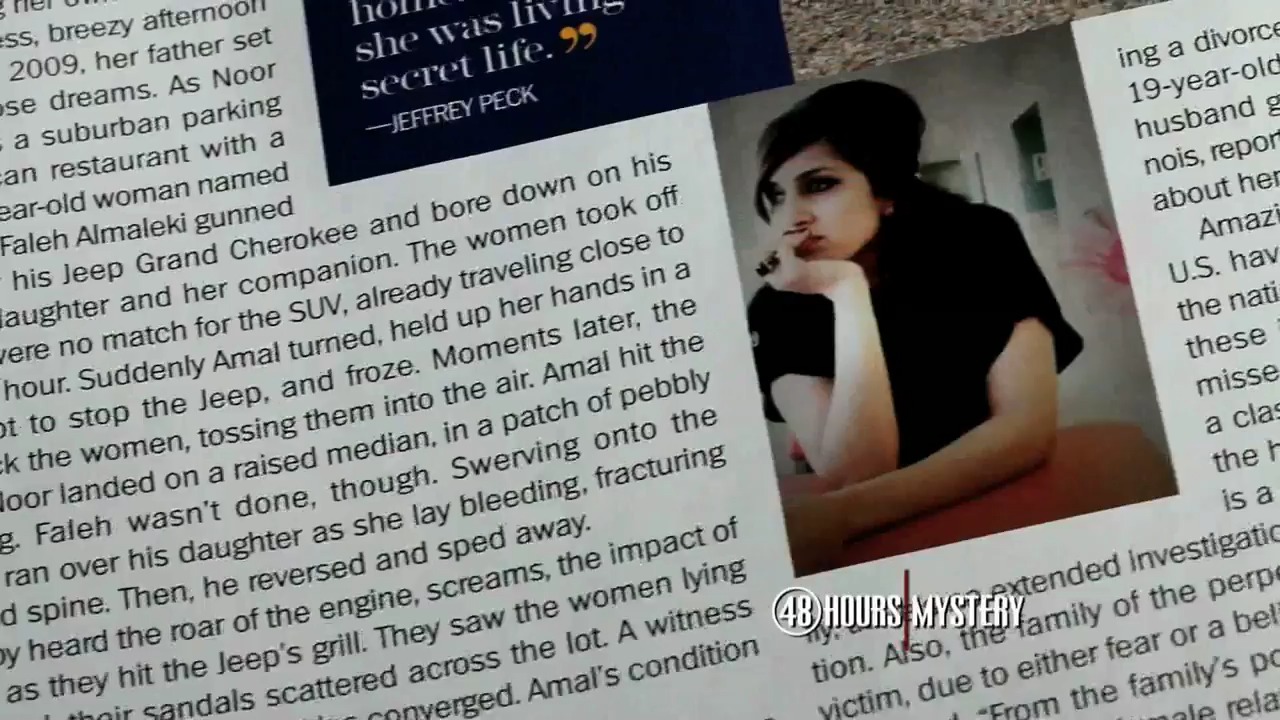 ess, breezy afternoon
2009, her father set
ose dreams. As Noor
a suburban parking
can restaurant with a
ear-old woman named
Faleh Almaleki gunned
his Jeep Grand Cherokee and bore down on his
daughter and her companion. The women took off
were no match for the SUV, already traveling close to
hour. Suddenly Amal turned, held up her hands in a
to stop the Jeep, and froze. Moments later, the
the women, tossing them into the air. Amal hit the
Noor landed on a raised median, in a patch of pebbly
g. Faleh wasn't done, though. Swerving onto the
ran over his daughter as she lay bleeding, fracturing
d spine. Then, he reversed and sped away.
by heard the roar of the engine, screams, the impact of
as they hit the Jeep's grill. They saw the women lying
their sandals scattered across the lot. A witness
converged. Amal's condition
she was living
secret life.”
—JEFFREY PECK
ing a divorce
19-year-old
husband g
nois, repor
about her
Amazi
U.S. hav
the nati
these
misse
a clas
the h
is a
extended investigatio
tion. Also, the family of the perpe
victim, due to either fear or a bel
“From the family's po
male rela
48 HOURS MYSTERY